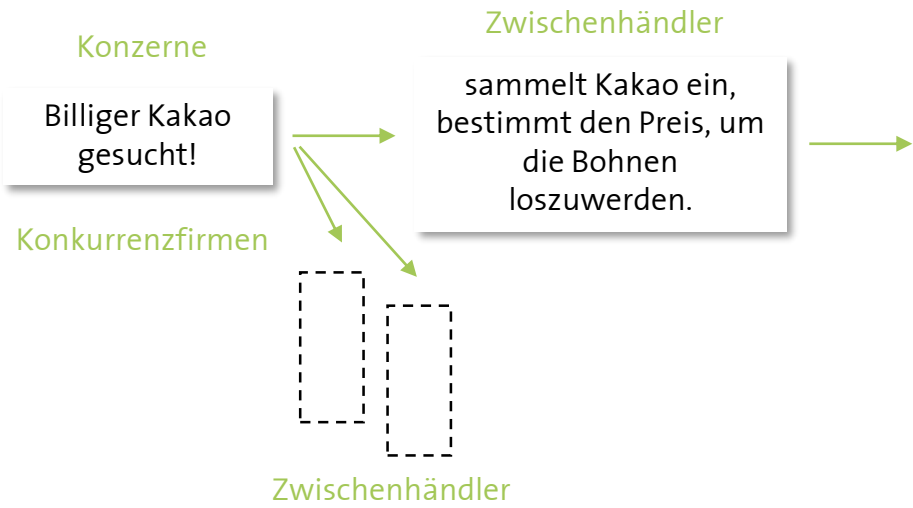 Konzerne
Billiger Kakao
gesucht!
Konkurrenzfirmen
Zwischenhändler
sammelt Kakao ein,
bestimmt den Preis, um
die Bohnen
loszuwerden.
Zwischenhändler